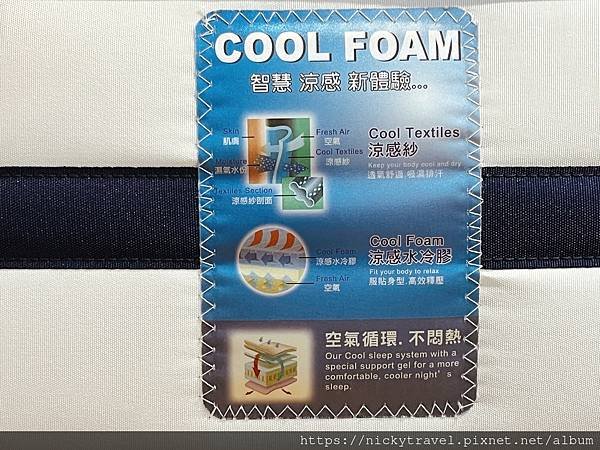 COOL FOAM
智慧 涼感 新體驗...
Skin
肌膚
Fresh Air
空氣
Moisture
濕氣水份
Cool Textiles
涼感紗
Textiles Section
涼感紗剖面
Cool Textiles
涼感紗
Keep your body cool and dry
透氣舒適.吸濕排汗
Cool Foam
涼感水冷膠
Fresh Air
空氣
Cool Foam
涼感水冷膠
Fit your body to relax
服貼身型.高效釋壓
空氣循環.不悶熱
Our Cool sleep system with a
special support gel for a more
comfortable, cooler night's
sleep.
https://nickytravel.pixnet.net/album